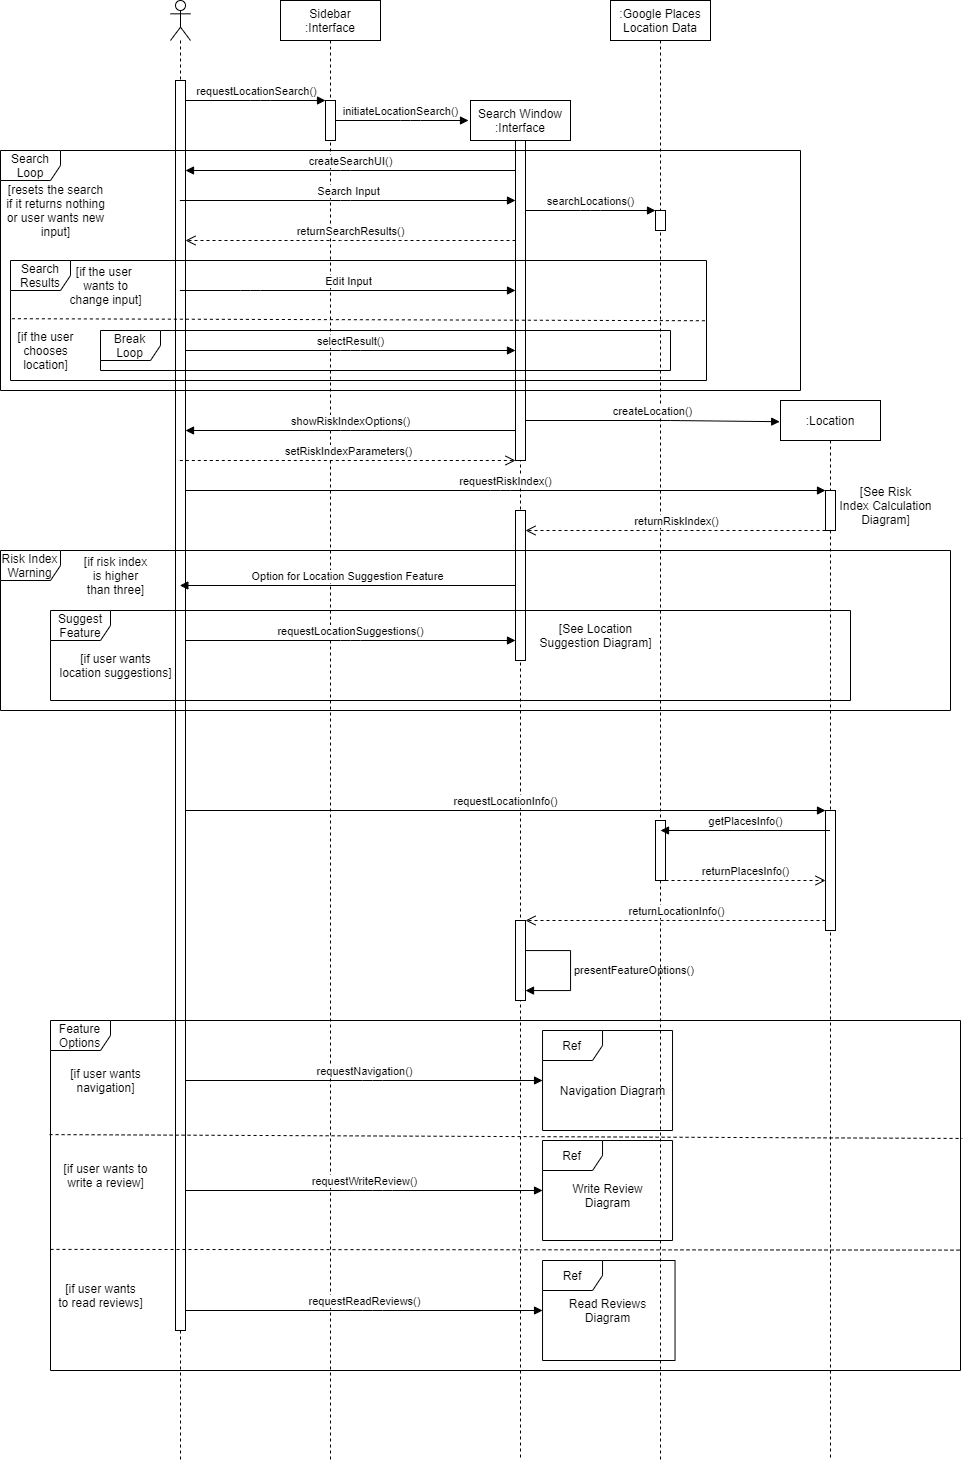 Sidebar
:Interface
:Google Places
Location Data
requestLocationSearch()
initiateLocationSearch()
Search Window
:Interface
Search
Loop
createSearchUI()
[resets the search
if it returns nothing
or user wants new
input]
Search Input
searchLocations()
returnSearchResults()
Search
Results
[if the user
wants to
change input]
Edit Input
[if the user
chooses
location]
Break
Loop
selectResult()
createLocation()
:Location
showRiskIndexOptions()
setRiskIndexParameters()
requestRiskIndex()
[See Risk
Index Calculation
Diagram]
returnRiskIndex()
Risk Index
Warning
[if risk index
is higher
than three]
Option for Location Suggestion Feature
Suggest
Feature
requestLocationSuggestions()
[See Location
Suggestion Diagram]
[if user wants
location suggestions]
requestLocationInfo()
getPlacesInfo()
returnPlacesInfo()
returnLocationInfo()
presentFeatureOptions()
Feature
Options
Ref
[if user wants
navigation]
requestNavigation()
Navigation Diagram
Ref
[if user wants to
write a review]
requestWriteReview()
Write Review
Diagram
Ref
[if user wants
to read reviews]
requestReadReviews()
Read Reviews
Diagram